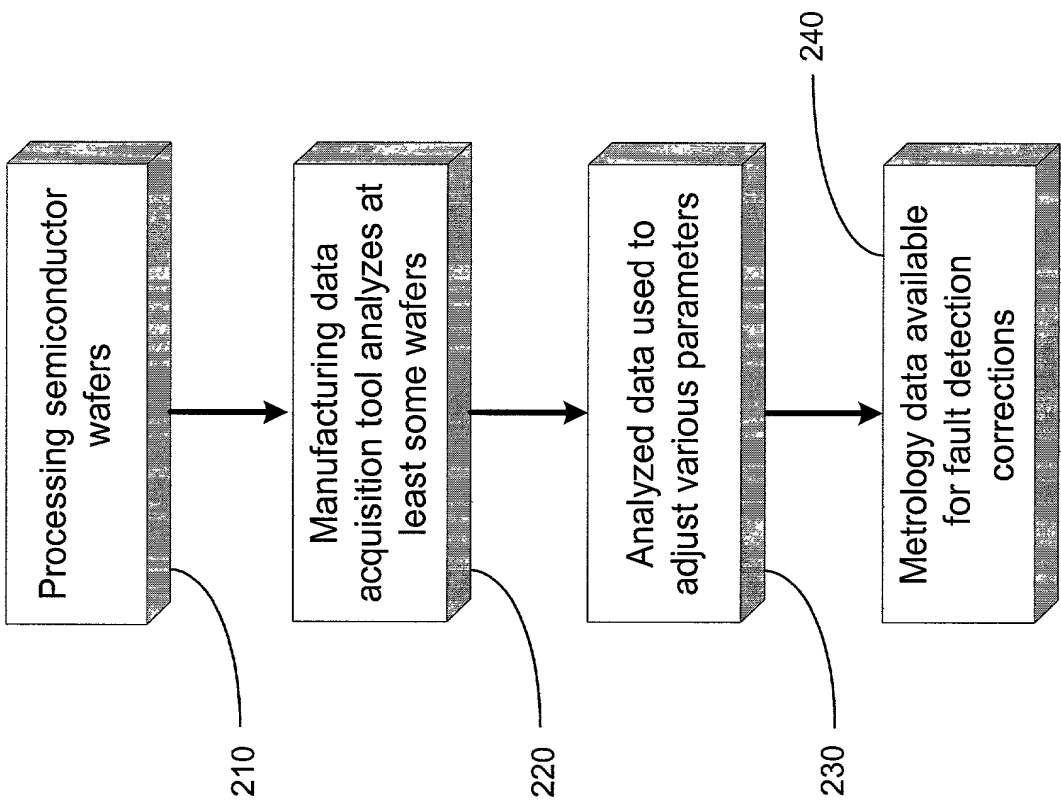 Processing semiconductor
wafers
210
Manufacturing data
acquisition tool analyzes at
least some wafers
220
Analyzed data used to
adjust various parameters
230
Metrology data available
for fault detection
corrections
240